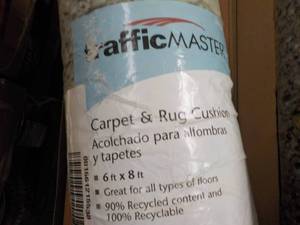 trafficMASTER
Carpet & Rug Cushion
Acolchado para alfombras
y tapetes
6 ft x 8 ft
Great for all types of floors
90% Recycled content and
100% Recyclable